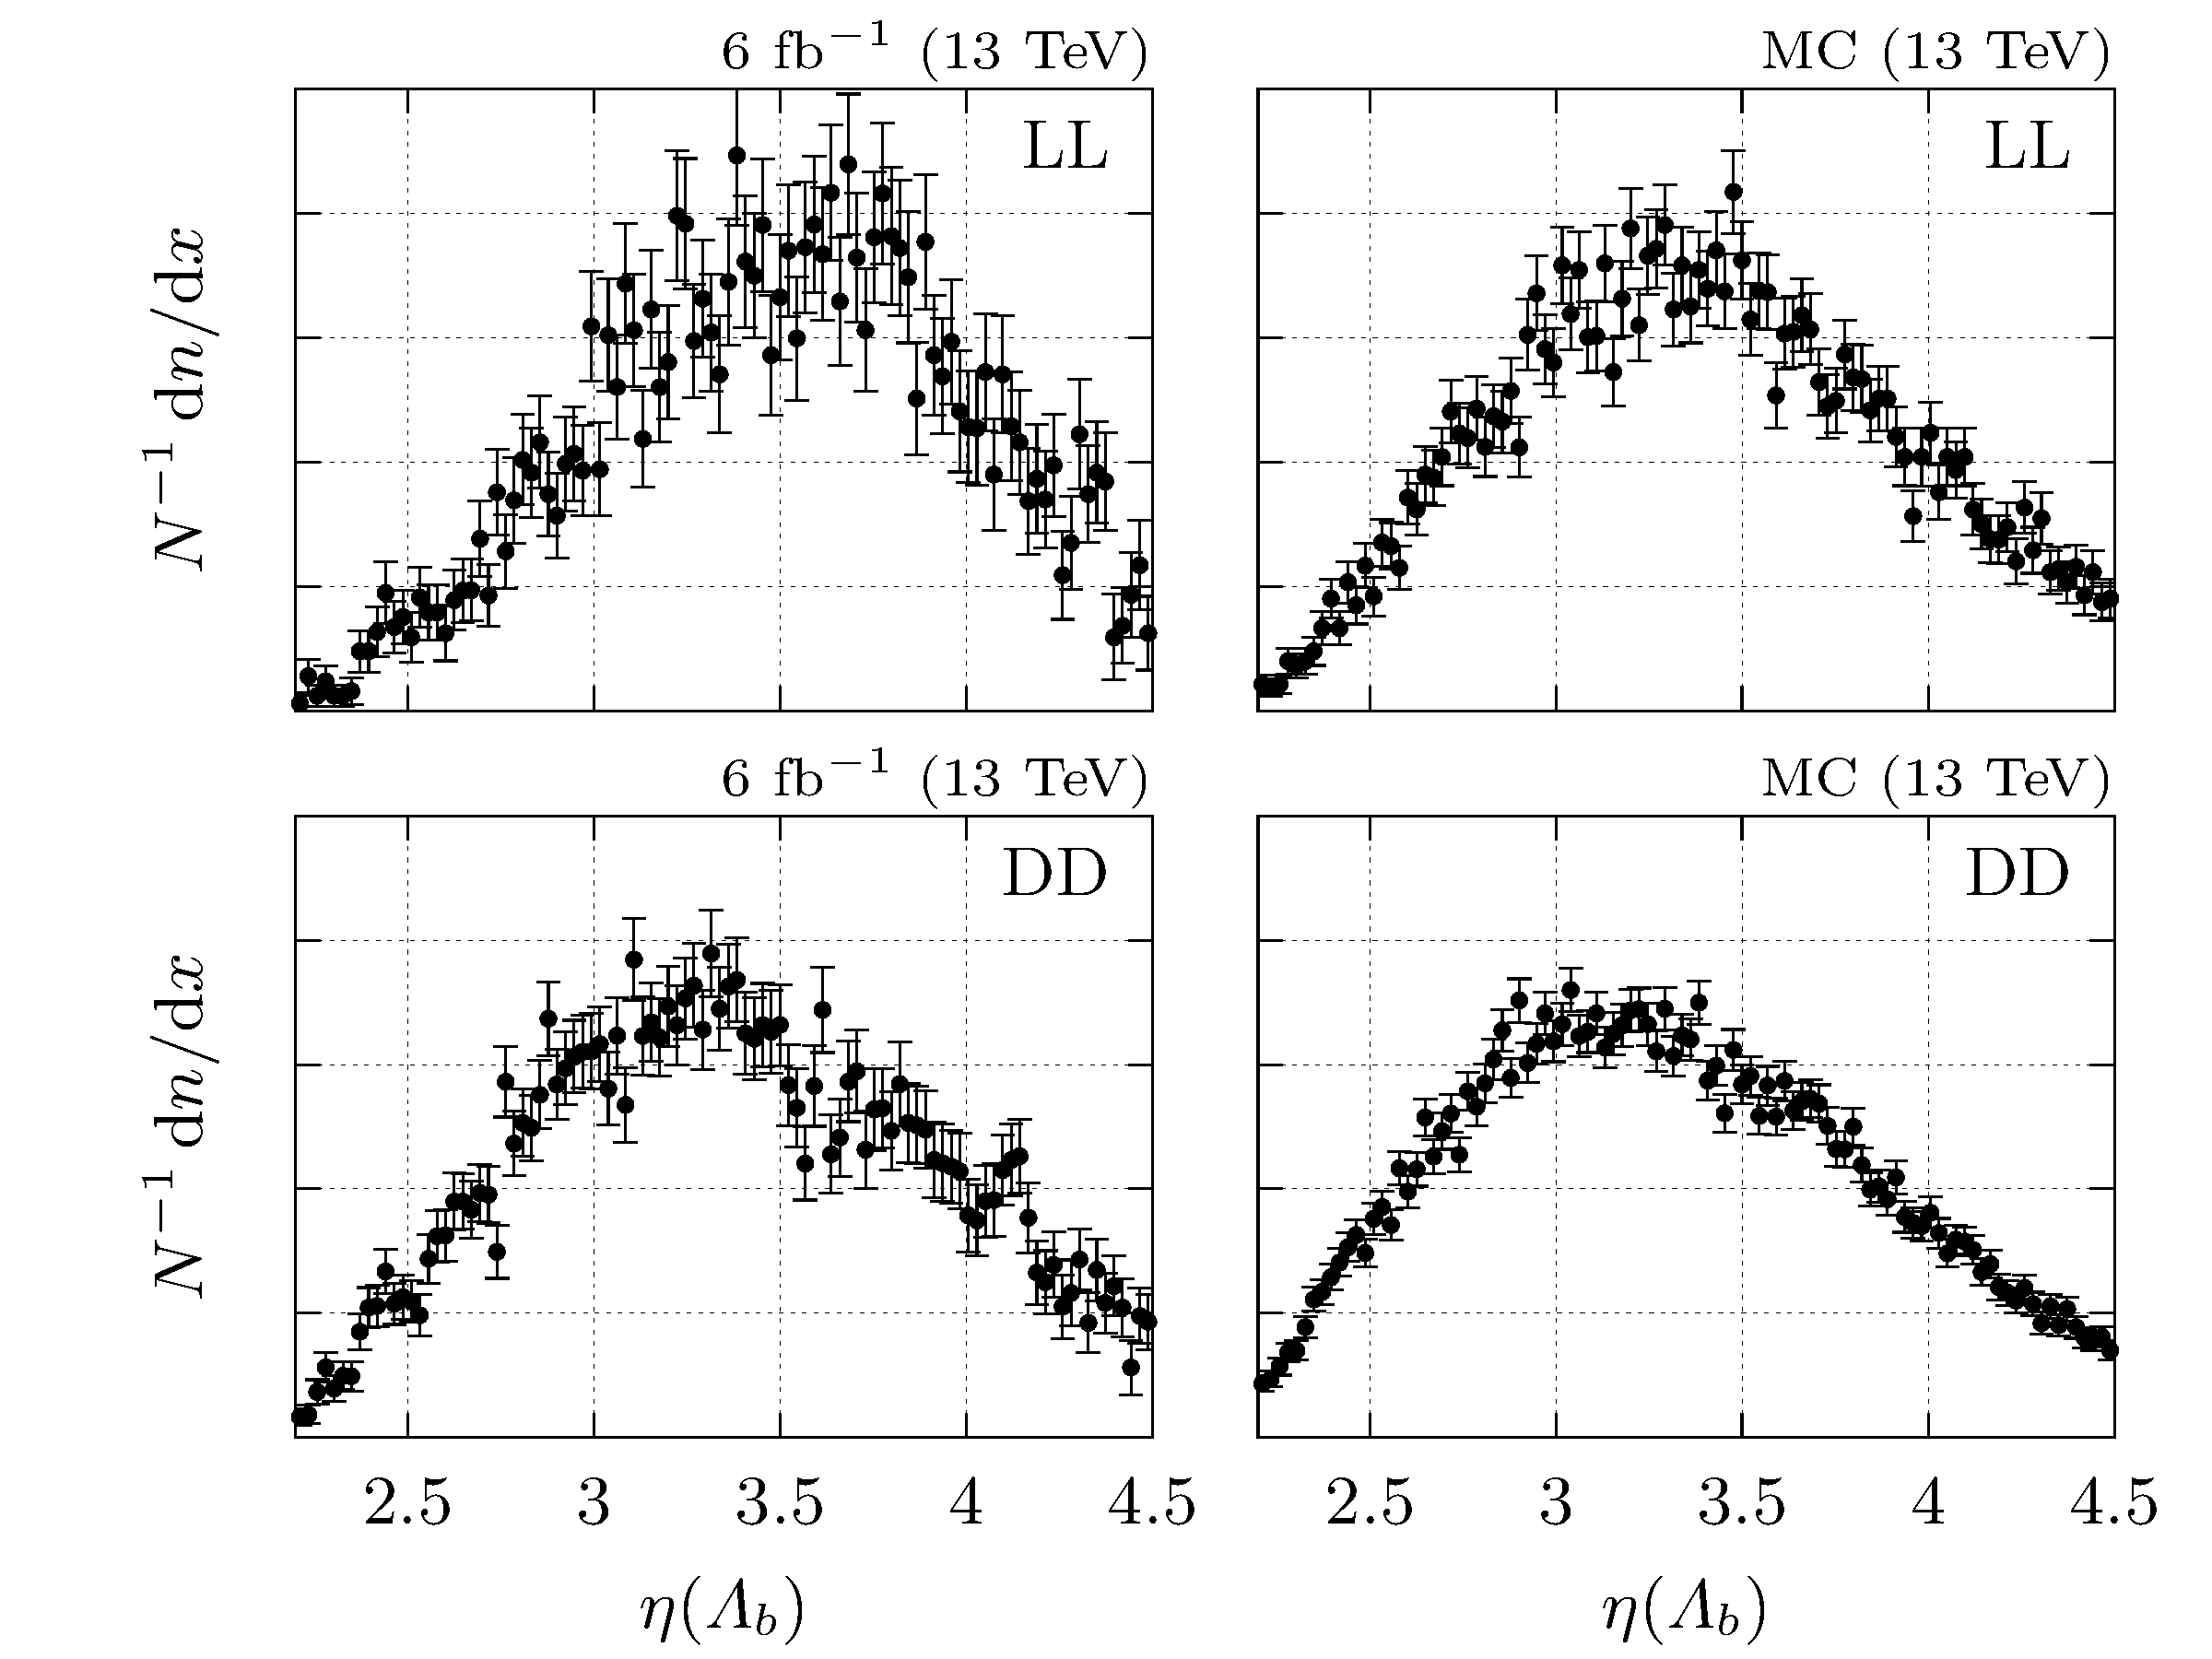 6 fb⁻¹ (13 TeV)
MC (13 TeV)
LL
LL
N⁻¹ dn/dx
6 fb⁻¹ (13 TeV)
MC (13 TeV)
DD
DD
N⁻¹ dn/dx
2.5 3 3.5 4 4.5
2.5 3 3.5 4 4.5
η(Λ_b)
η(Λ_b)